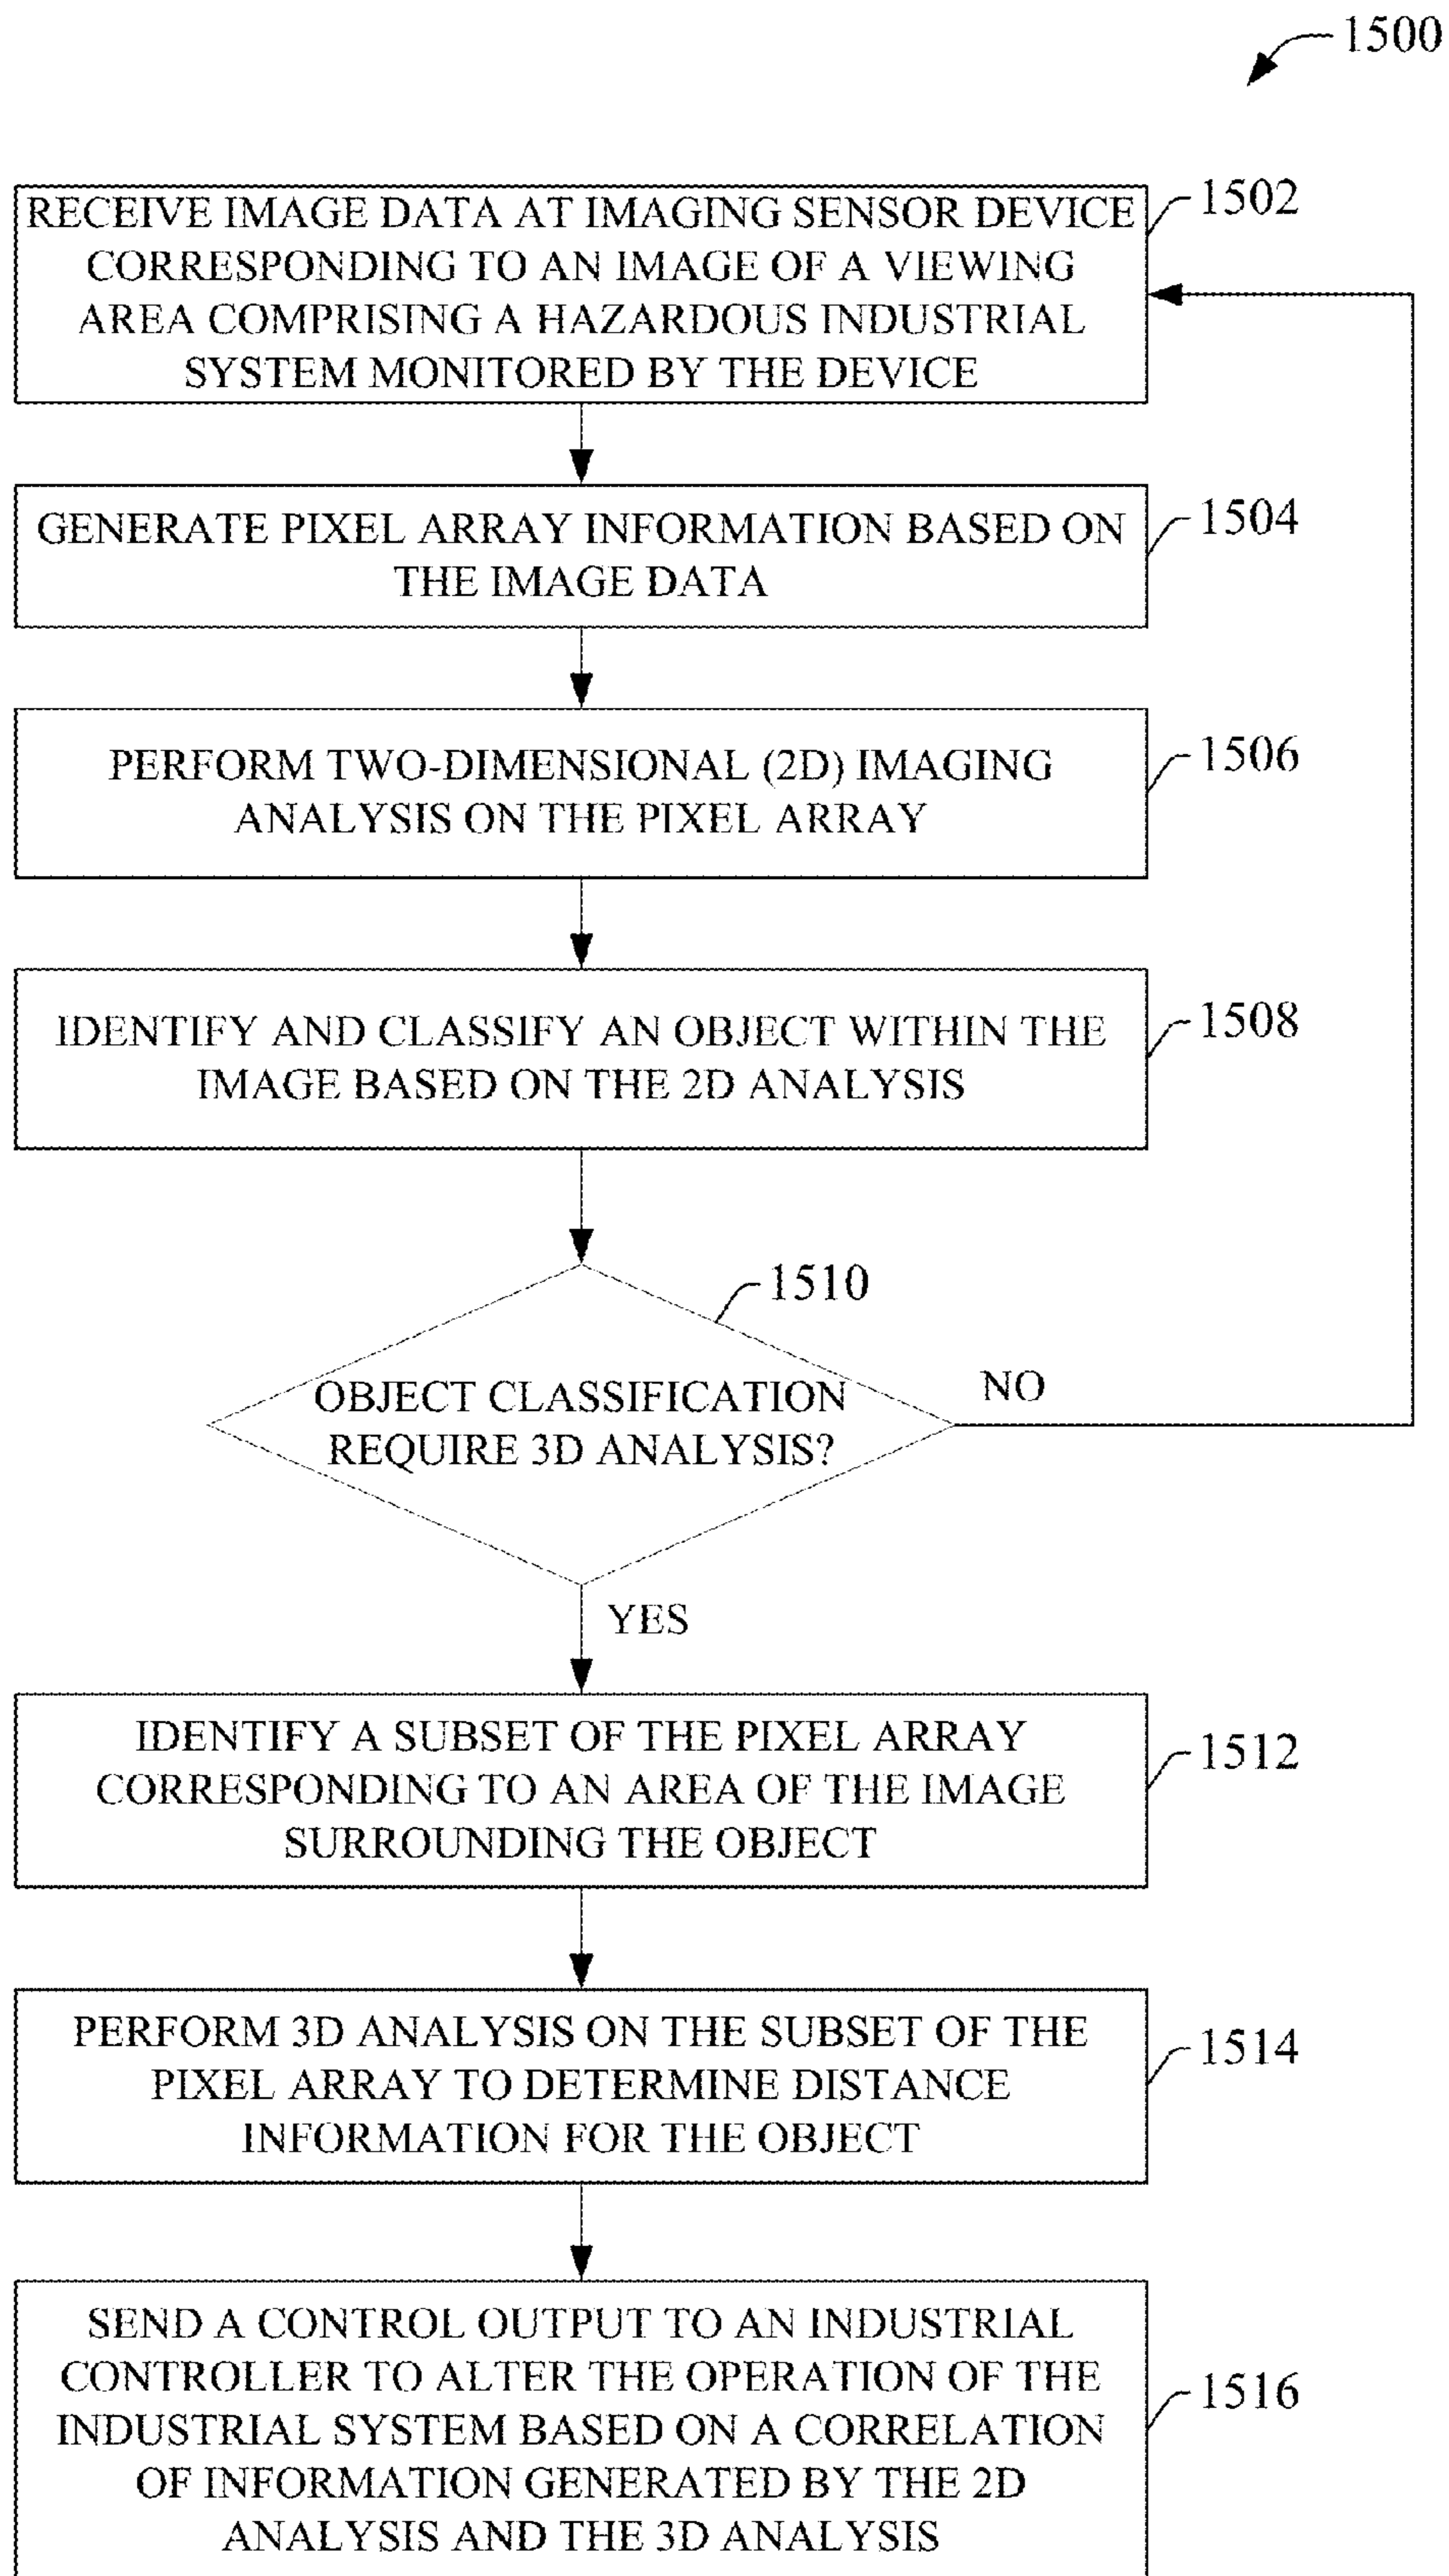 1500
RECEIVE IMAGE DATA AT IMAGING SENSOR DEVICE
CORRESPONDING TO AN IMAGE OF A VIEWING
AREA COMPRISING A HAZARDOUS INDUSTRIAL
SYSTEM MONITORED BY THE DEVICE
1502
GENERATE PIXEL ARRAY INFORMATION BASED ON
THE IMAGE DATA
1504
PERFORM TWO-DIMENSIONAL (2D) IMAGING
ANALYSIS ON THE PIXEL ARRAY
1506
IDENTIFY AND CLASSIFY AN OBJECT WITHIN THE
IMAGE BASED ON THE 2D ANALYSIS
1508
1510
OBJECT CLASSIFICATION
REQUIRE 3D ANALYSIS?
NO
YES
IDENTIFY A SUBSET OF THE PIXEL ARRAY
CORRESPONDING TO AN AREA OF THE IMAGE
SURROUNDING THE OBJECT
1512
PERFORM 3D ANALYSIS ON THE SUBSET OF THE
PIXEL ARRAY TO DETERMINE DISTANCE
INFORMATION FOR THE OBJECT
1514
SEND A CONTROL OUTPUT TO AN INDUSTRIAL
CONTROLLER TO ALTER THE OPERATION OF THE
INDUSTRIAL SYSTEM BASED ON A CORRELATION
OF INFORMATION GENERATED BY THE 2D
ANALYSIS AND THE 3D ANALYSIS
1516